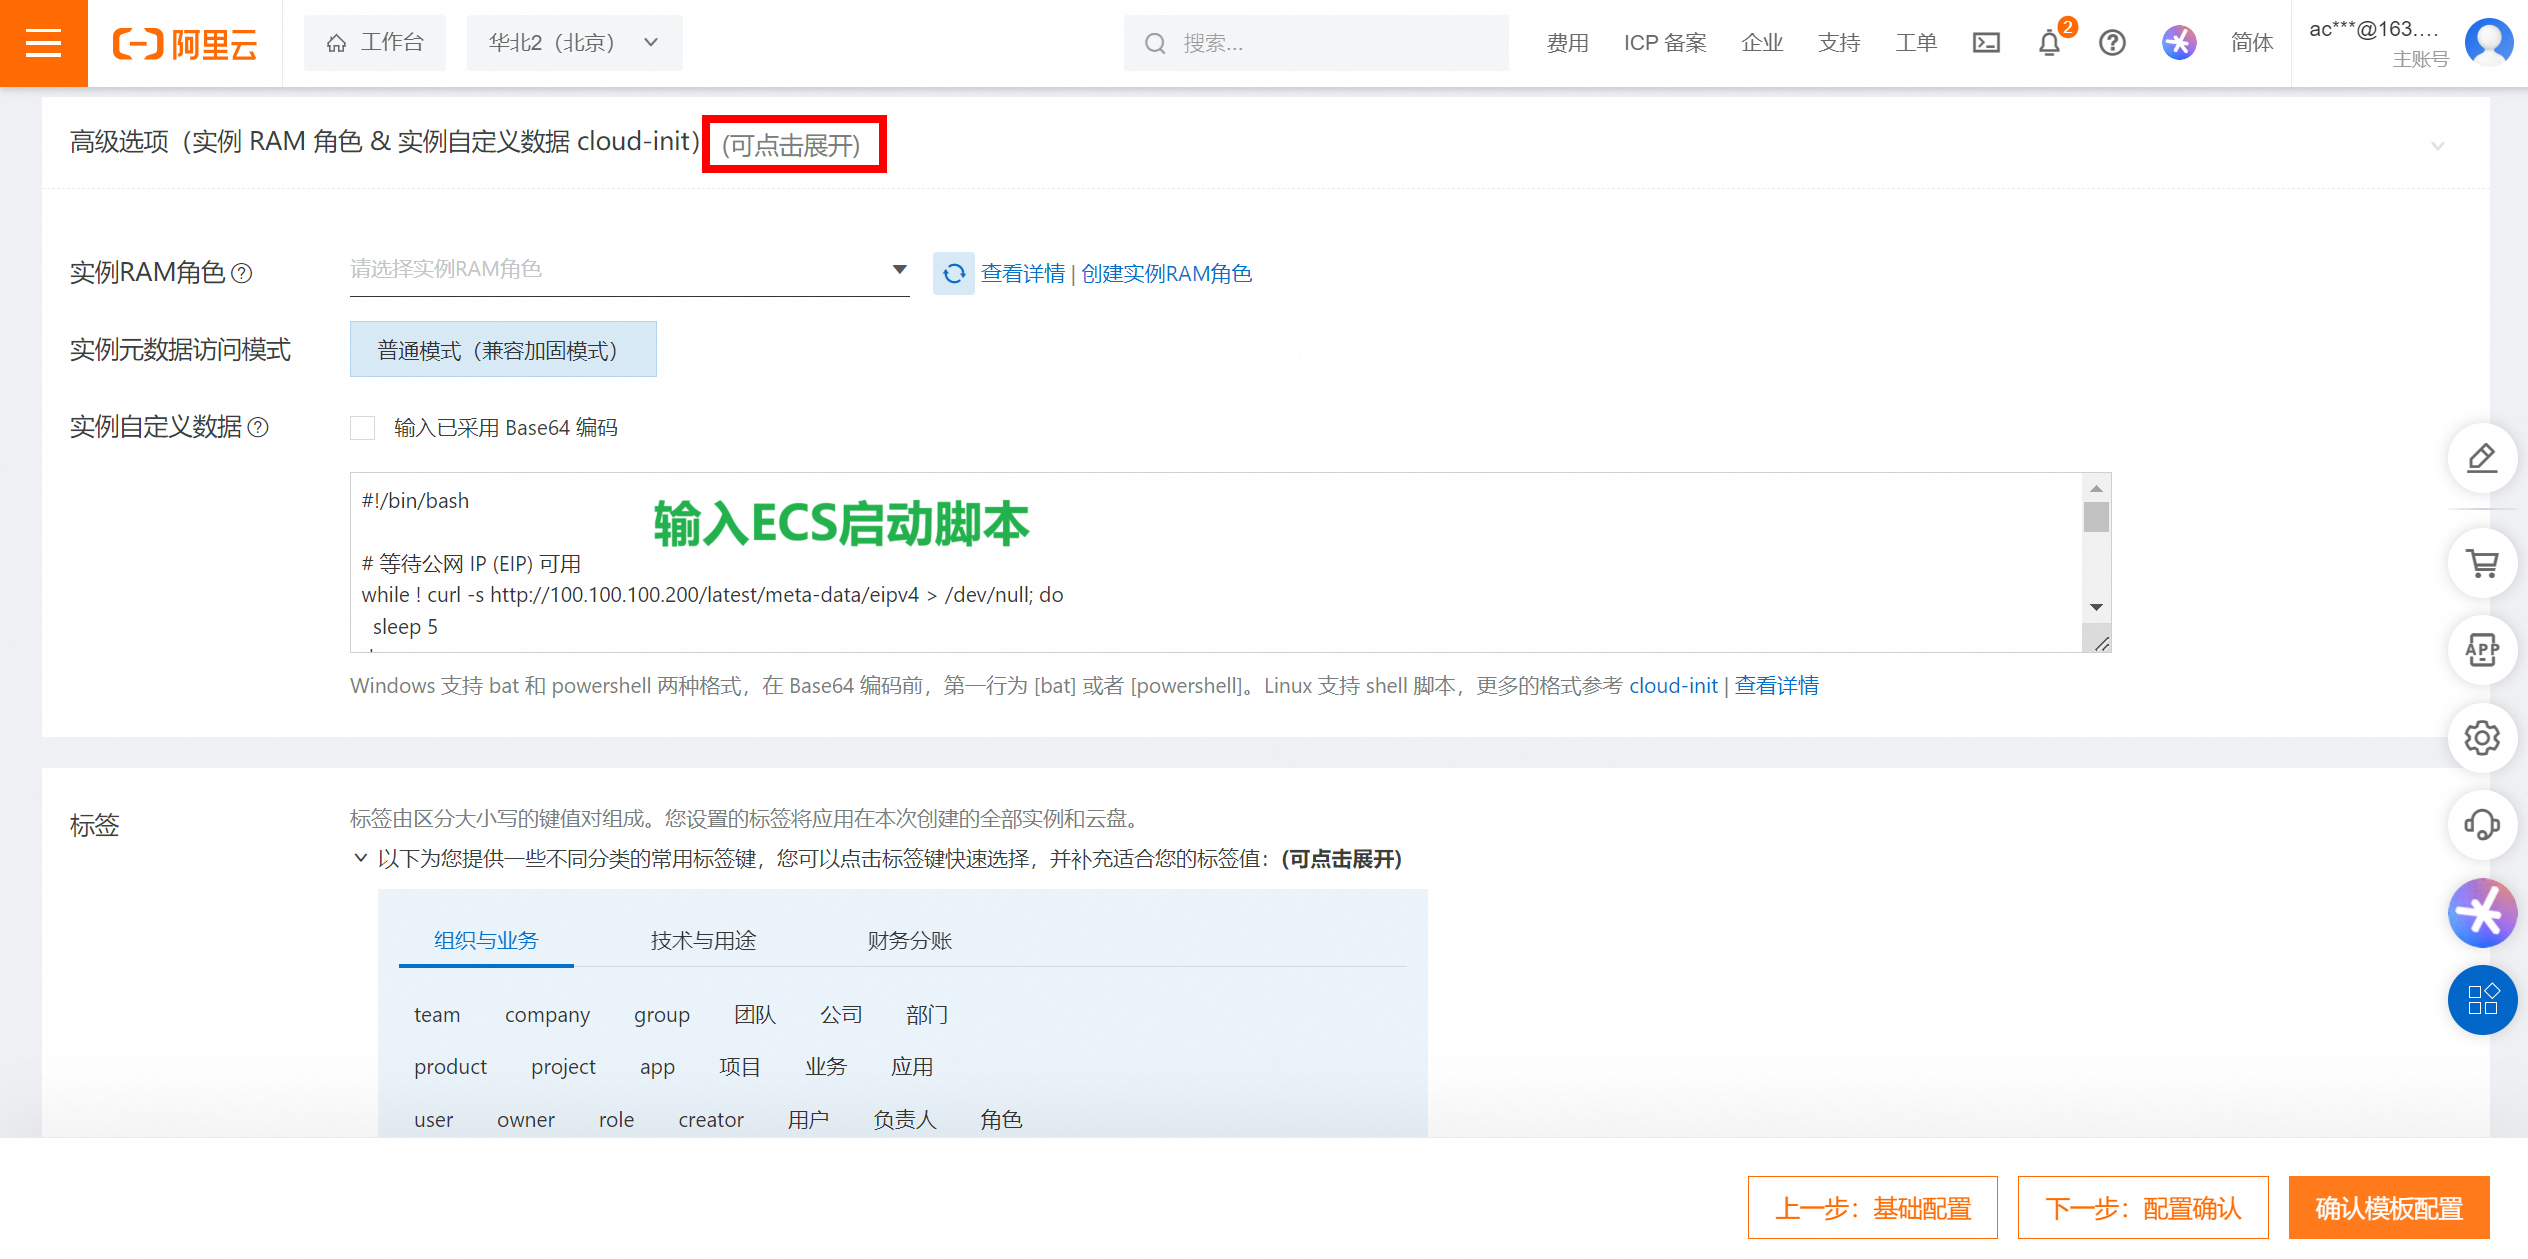 阿里云
工作台
华北2（北京）
搜索...
费用
ICP 备案
企业
支持
工单
2
简体
ac***@163....
主账号
高级选项（实例 RAM 角色 & 实例自定义数据 cloud-init）(可点击展开)
实例RAM角色
请选择实例RAM角色
查看详情 | 创建实例RAM角色
实例元数据访问模式
普通模式（兼容加固模式）
实例自定义数据
输入已采用 Base64 编码
#!/bin/bash
输入ECS启动脚本
# 等待公网 IP (EIP) 可用
while ! curl -s http://100.100.100.200/latest/meta-data/eipv4 > /dev/null; do
sleep 5
Windows 支持 bat 和 powershell 两种格式，在 Base64 编码前，第一行为 [bat] 或者 [powershell]。Linux 支持 shell 脚本，更多的格式参考 cloud-init | 查看详情
APP
标签
标签由区分大小写的键值对组成。您设置的标签将应用在本次创建的全部实例和云盘。
以下为您提供一些不同分类的常用标签键，您可以点击标签键快速选择，并补充适合您的标签值：(可点击展开)
组织与业务
技术与用途
财务分账
team company group 团队 公司 部门
product project app 项目 业务 应用
user owner role creator 用户 负责人 角色
上一步：基础配置
下一步：配置确认
确认模板配置